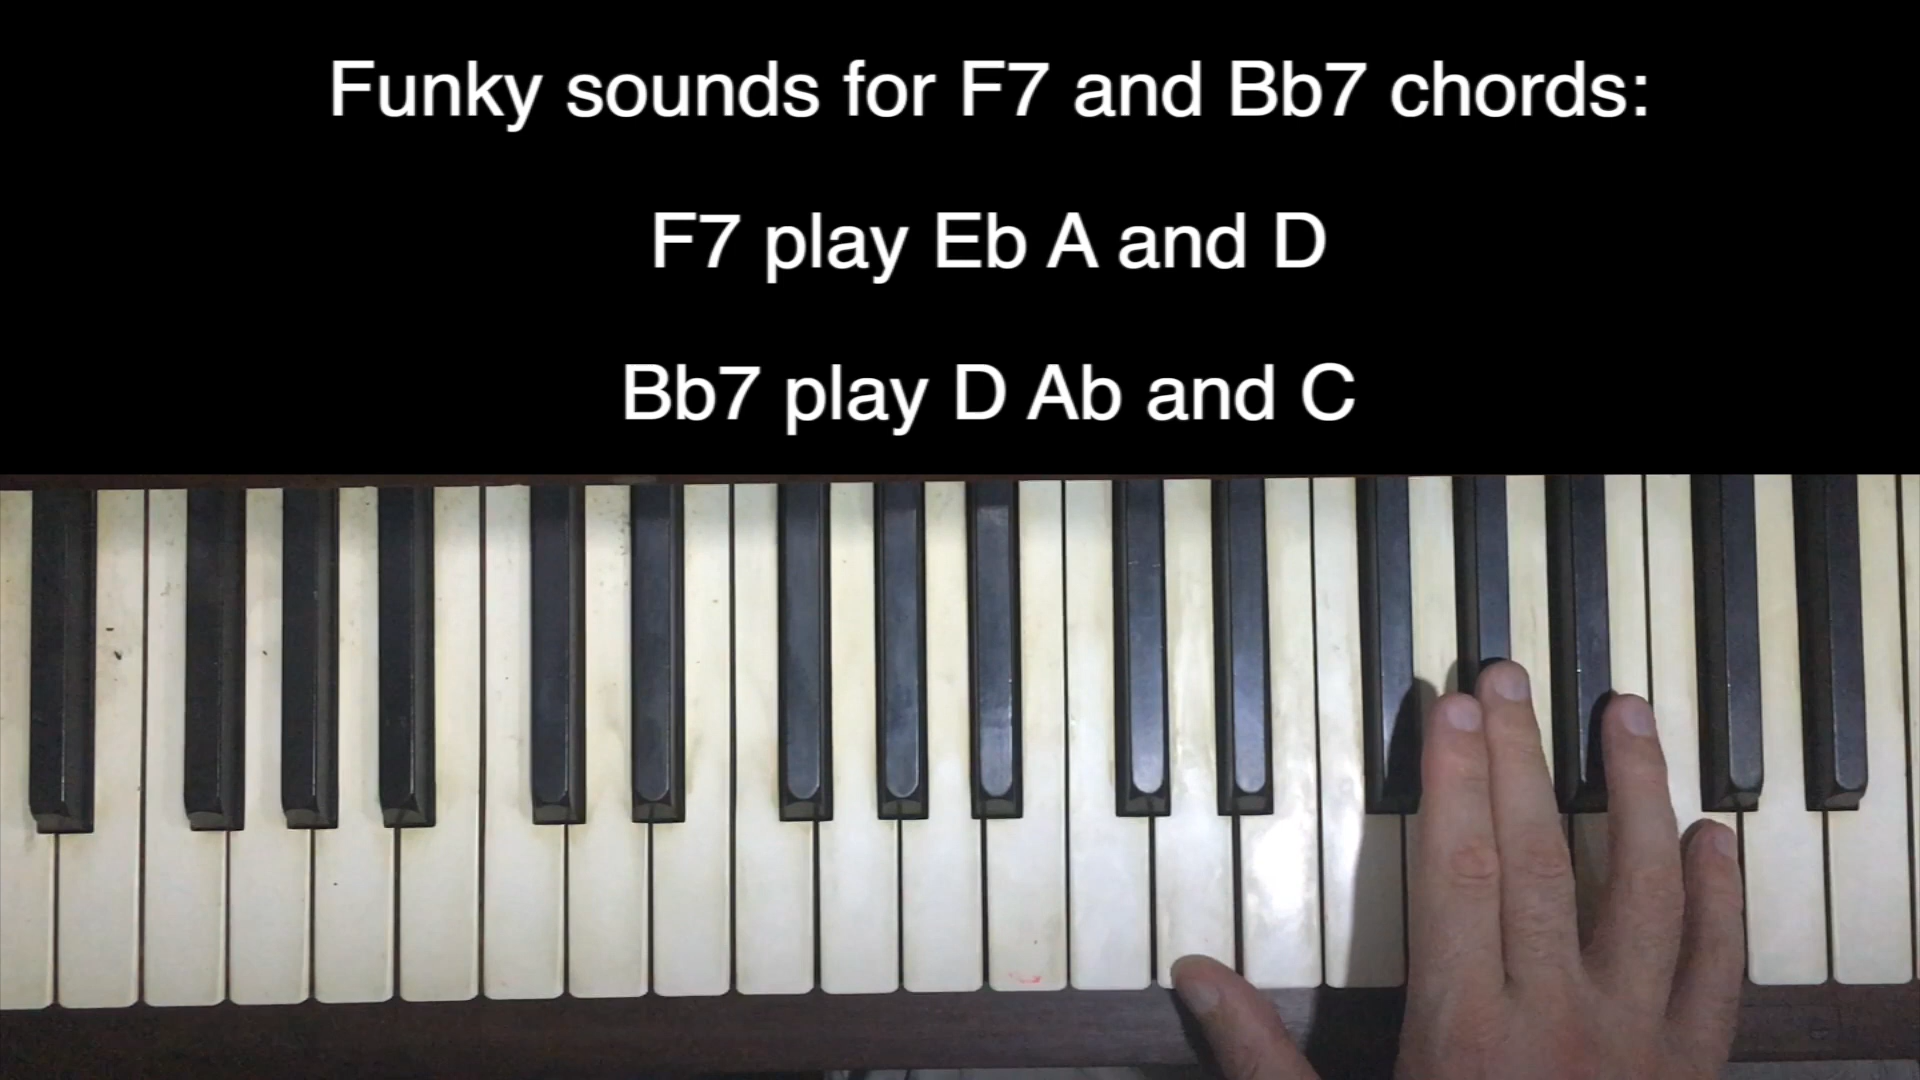 Funky sounds for F7 and Bb7 chords:
F7 play Eb A and D
Bb7 play D Ab and C